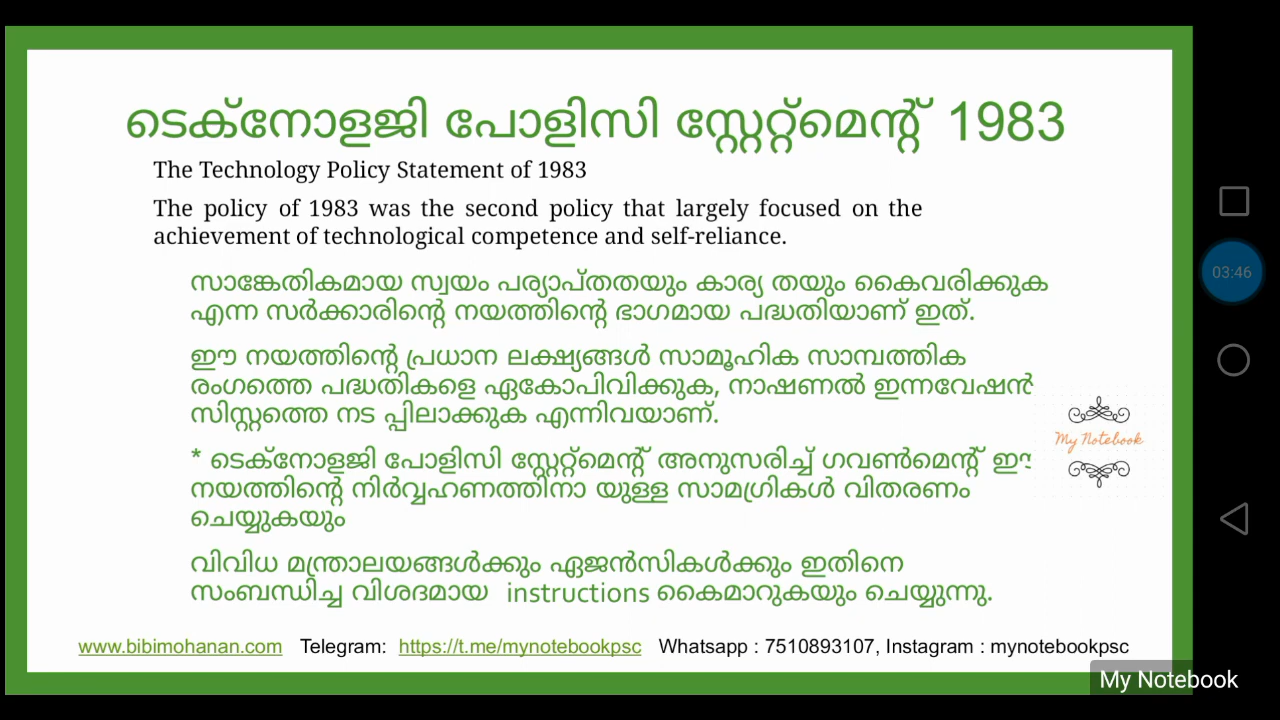 ടെക്നോളജി പോളിസി സ്റ്റേറ്റ്മെന്റ് 1983
The Technology Policy Statement of 1983
The policy of 1983 was the second policy that largely focused on the
achievement of technological competence and self-reliance.
സാങ്കേതികമായ സ്വയം പര്യാപ്തതയും കാര്യ തയും കൈവരിക്കുക
എന്ന സർക്കാരിന്റെ നയത്തിന്റെ ഭാഗമായ പദ്ധതിയാണ് ഇത്.
ഈ നയത്തിന്റെ പ്രധാന ലക്ഷ്യങ്ങൾ സാമൂഹിക സാമ്പത്തിക
രംഗത്തെ പദ്ധതികളെ ഏകോപിവിക്കുക, നാഷണൽ ഇന്നവേഷൻ
സിസ്റ്റത്തെ നട പ്പിലാക്കുക എന്നിവയാണ്.
My Notebook
* ടെക്നോളജി പോളിസി സ്റ്റേറ്റ്മെന്റ് അനുസരിച്ച് ഗവൺമെന്റ് ഈ
നയത്തിന്റെ നിർവ്വഹണത്തിനാ യുള്ള സാമഗ്രികൾ വിതരണം
ചെയ്യുകയും
വിവിധ മന്ത്രാലയങ്ങൾക്കും ഏജൻസികൾക്കും ഇതിനെ
സംബന്ധിച്ച വിശദമായ instructions കൈമാറുകയും ചെയ്യുന്നു.
www.bibimohanan.com Telegram: https://t.me/mynotebookpsc Whatsapp : 7510893107, Instagram : mynotebookpsc
My Notebook
03:46